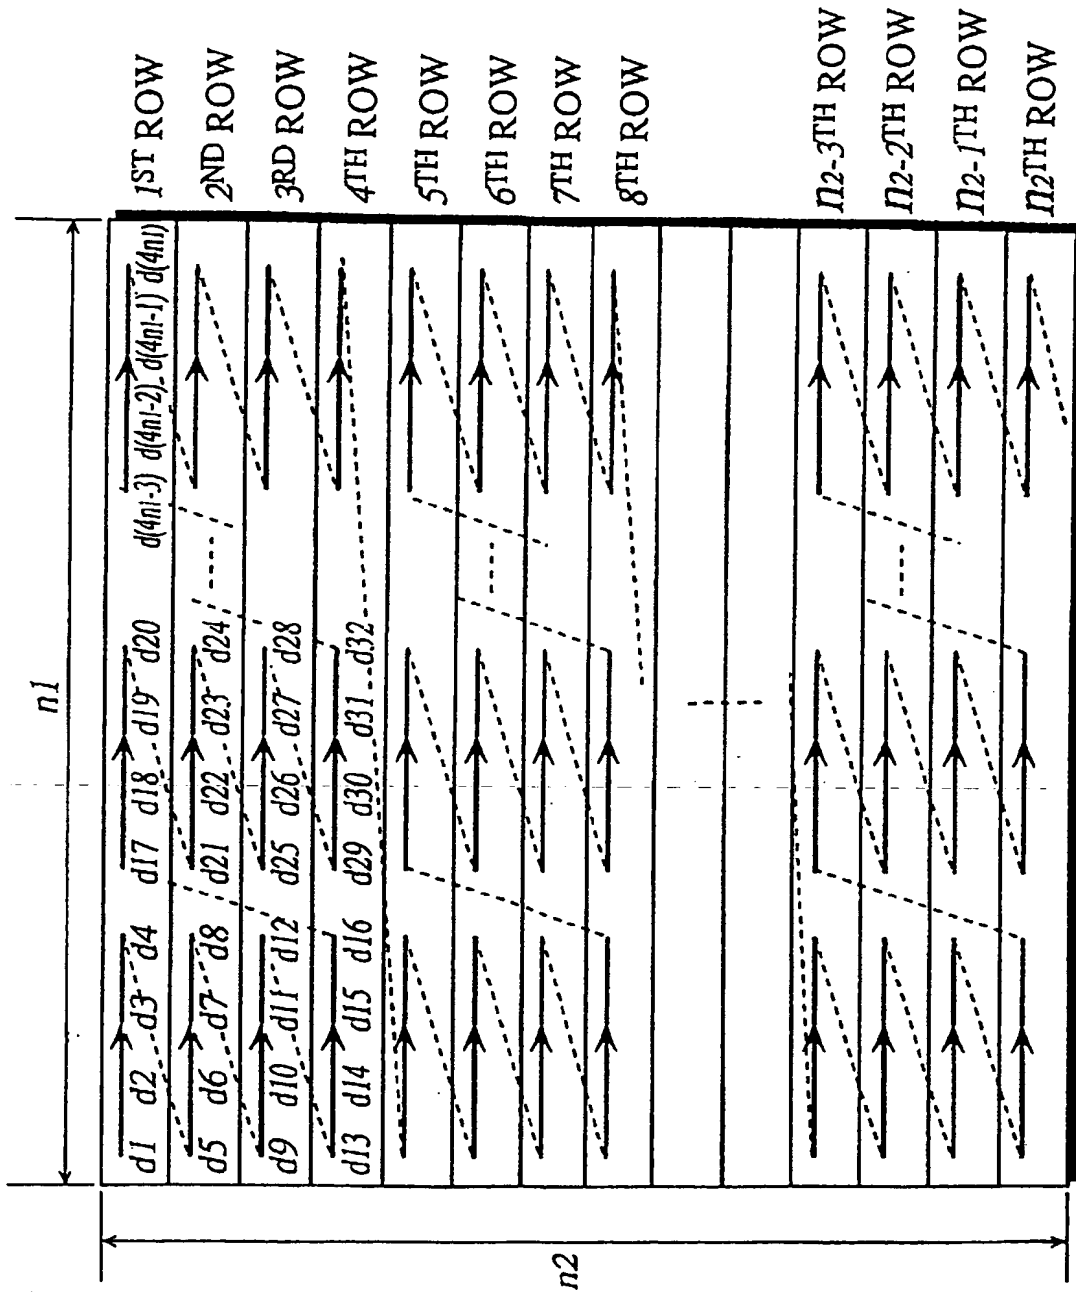 n1
d1 d2 d3 d4 d17 d18 d19 d20 d(4n1-3) d(4n1-2) d(4n1-1) d(4n1) 1ST ROW
d5 d6 d7 d8 d21 d22 d23 d24 2ND ROW
d9 d10 d11 d12 d25 d26 d27 d28 3RD ROW
d13 d14 d15 d16 d29 d30 d31 d32 4TH ROW
5TH ROW
6TH ROW
7TH ROW
8TH ROW
n2-3TH ROW
n2-2TH ROW
n2-1TH ROW
n2TH ROW
n2